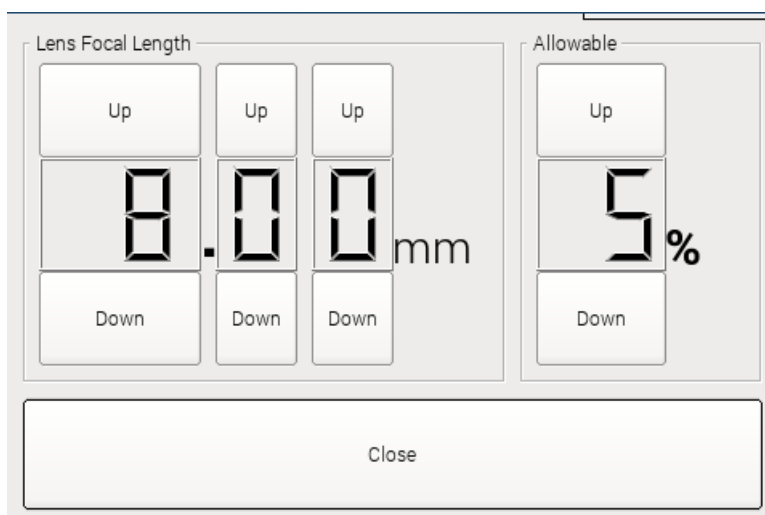 Lens Focal Length Allowable
Up Up Up Up
8.00mm 5%
Down Down Down Down
Close